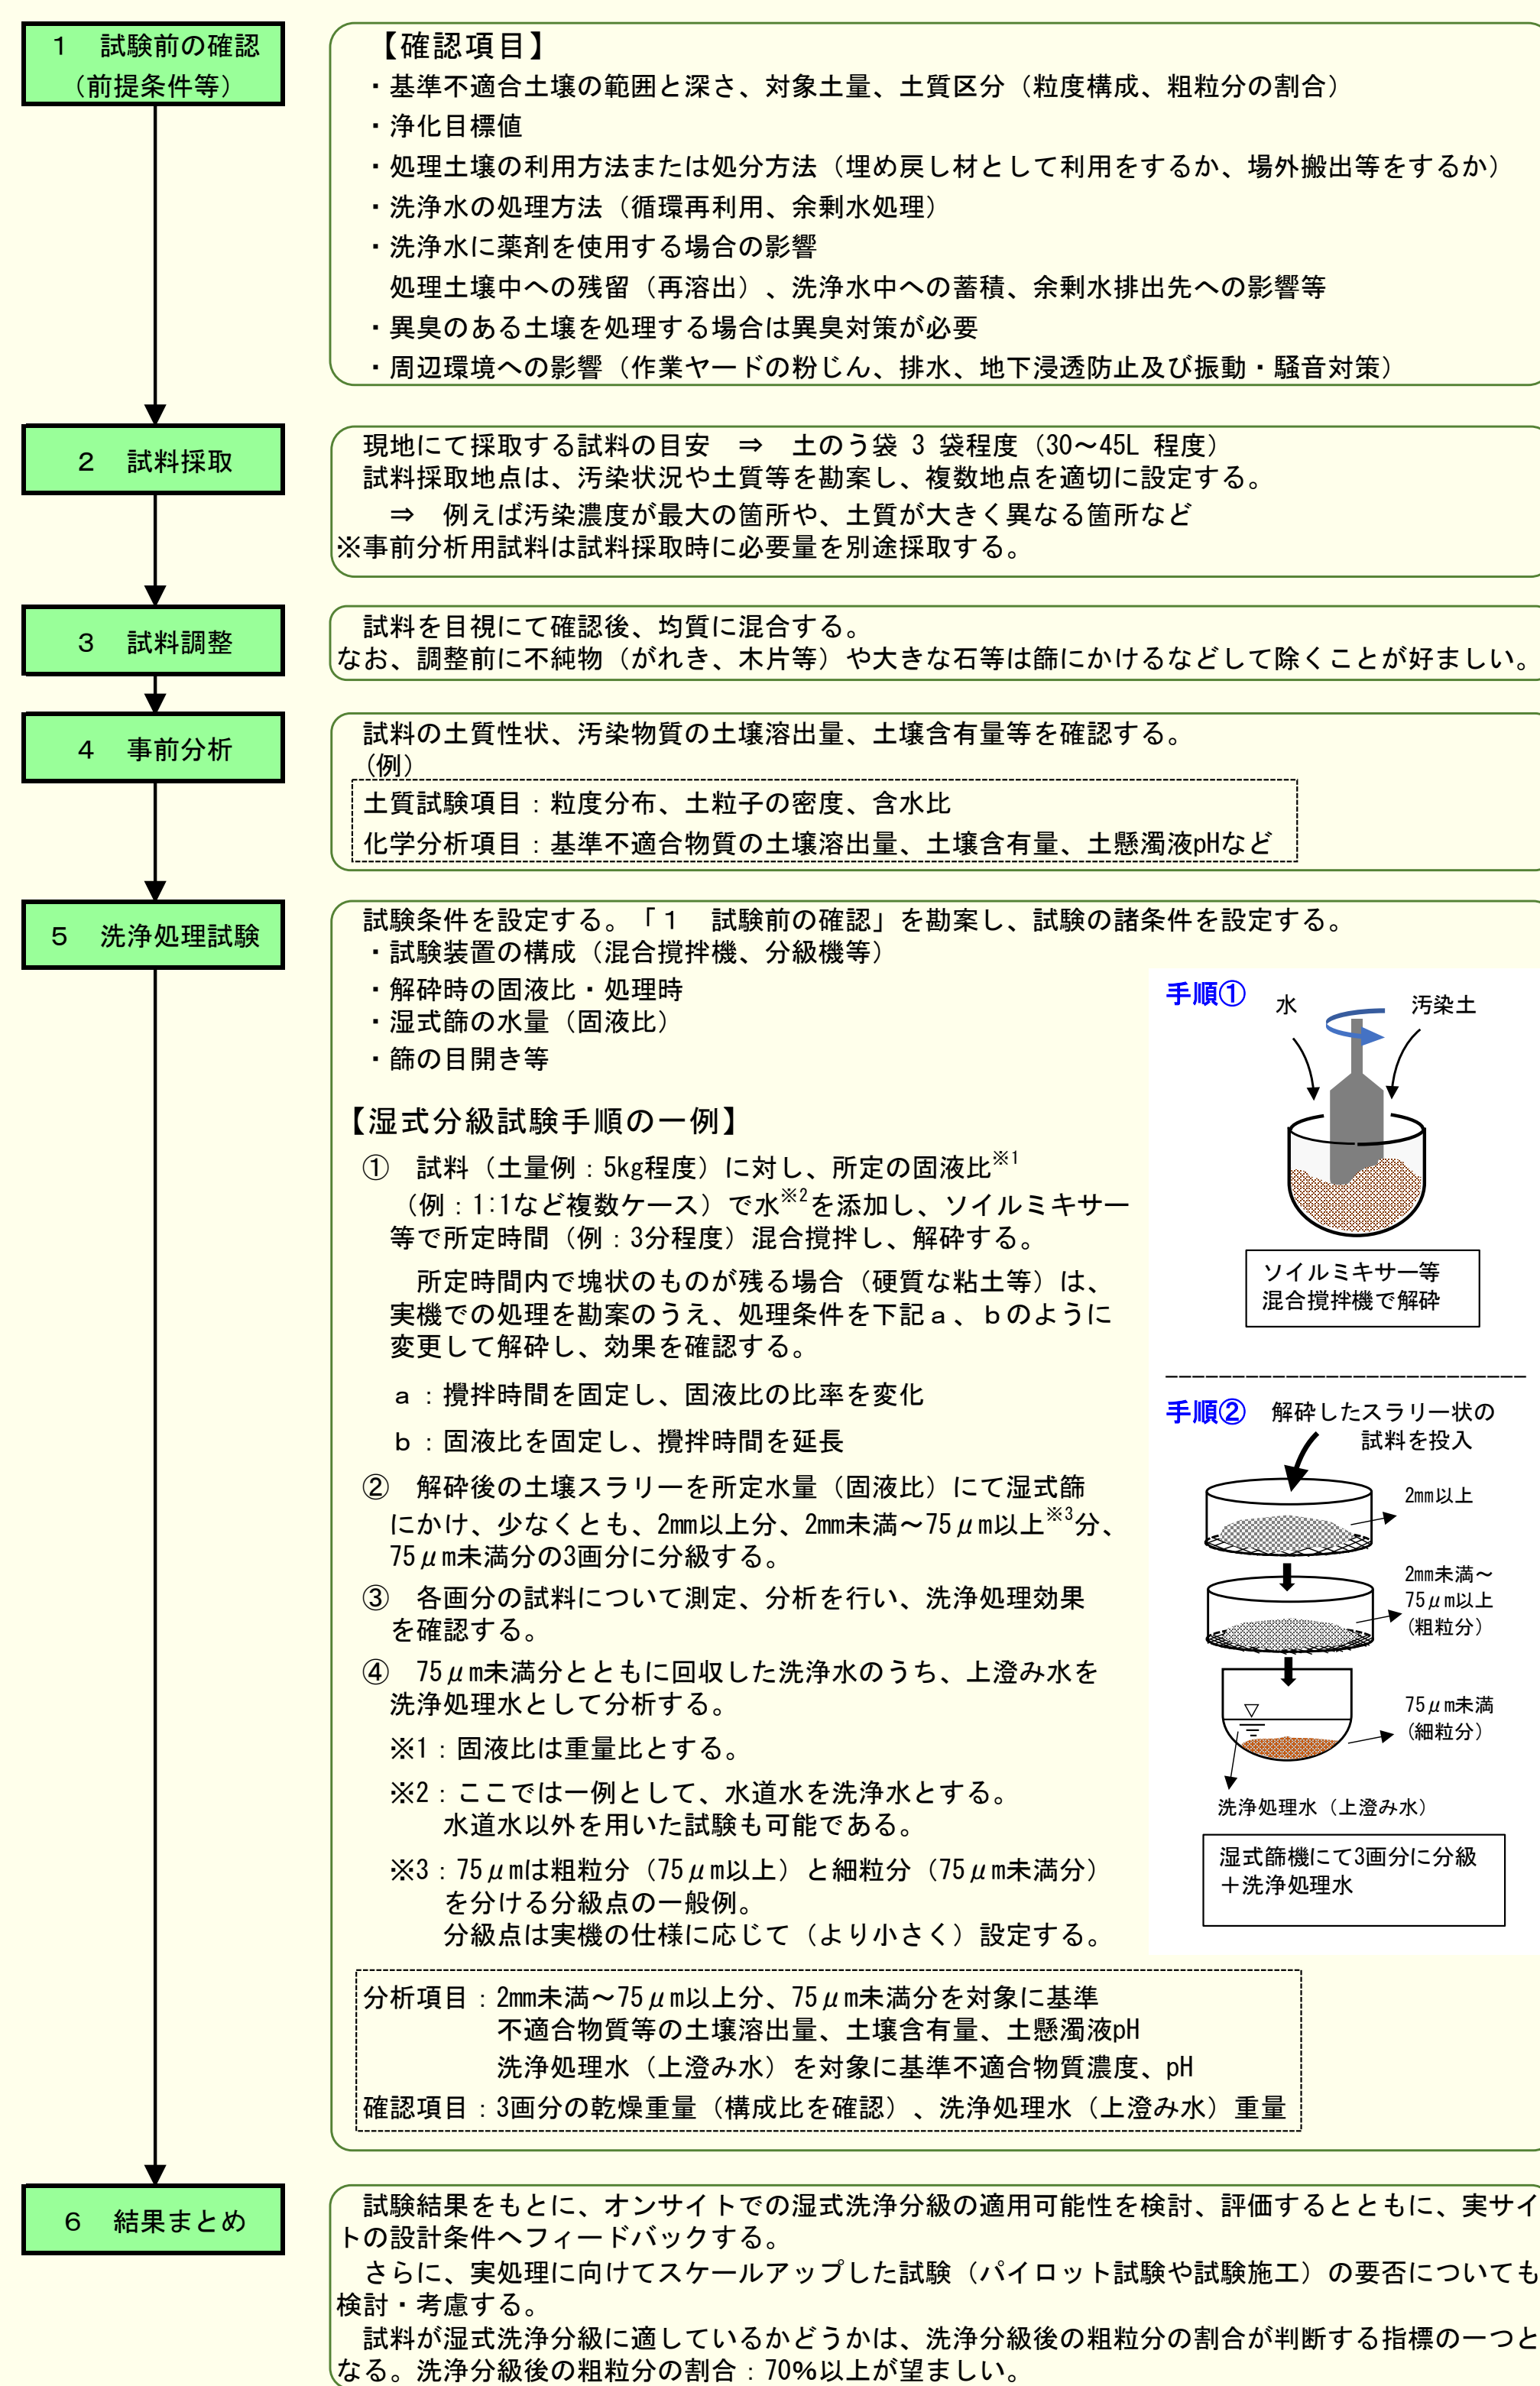 1　試験前の確認
（前提条件等）
【確認項目】
・基準不適合土壌の範囲と深さ、対象土量、土質区分（粒度構成、粗粒分の割合）
・浄化目標値
・処理土壌の利用方法または処分方法（埋め戻し材として利用をするか、場外搬出等をするか）
・洗浄水の処理方法（循環再利用、余剰水処理）
・洗浄水に薬剤を使用する場合の影響
処理土壌中への残留（再溶出）、洗浄水中への蓄積、余剰水排出先への影響等
・異臭のある土壌を処理する場合は異臭対策が必要
・周辺環境への影響（作業ヤードの粉じん、排水、地下浸透防止及び振動・騒音対策）
2　試料採取
現地にて採取する試料の目安　⇒　土のう袋 3 袋程度（30～45L 程度）
試料採取地点は、汚染状況や土質等を勘案し、複数地点を適切に設定する。
⇒　例えば汚染濃度が最大の箇所や、土質が大きく異なる箇所など
※事前分析用試料は試料採取時に必要量を別途採取する。
3　試料調整
試料を目視にて確認後、均質に混合する。
なお、調整前に不純物（がれき、木片等）や大きな石等は篩にかけるなどして除くことが好ましい。
4　事前分析
試料の土質性状、汚染物質の土壌溶出量、土壌含有量等を確認する。
（例）
土質試験項目：粒度分布、土粒子の密度、含水比
化学分析項目：基準不適合物質の土壌溶出量、土壌含有量、土懸濁液pHなど
5　洗浄処理試験
試験条件を設定する。「１　試験前の確認」を勘案し、試験の諸条件を設定する。
・試験装置の構成（混合撹拌機、分級機等）
・解砕時の固液比・処理時
・湿式篩の水量（固液比）
・篩の目開き等
【湿式分級試験手順の一例】
①　試料（土量例：5kg程度）に対し、所定の固液比※1
（例：1:1など複数ケース）で水※2を添加し、ソイルミキサー
等で所定時間（例：3分程度）混合撹拌し、解砕する。
所定時間内で塊状のものが残る場合（硬質な粘土等）は、
実機での処理を勘案のうえ、処理条件を下記ａ、ｂのように
変更して解砕し、効果を確認する。
ａ：攪拌時間を固定し、固液比の比率を変化
ｂ：固液比を固定し、攪拌時間を延長
②　解砕後の土壌スラリーを所定水量（固液比）にて湿式篩
にかけ、少なくとも、2mm以上分、2mm未満～75μm以上※3分、
75μm未満分の3画分に分級する。
③　各画分の試料について測定、分析を行い、洗浄処理効果
を確認する。
④　75μm未満分とともに回収した洗浄水のうち、上澄み水を
洗浄処理水として分析する。
※1：固液比は重量比とする。
※2：ここでは一例として、水道水を洗浄水とする。
水道水以外を用いた試験も可能である。
※3：75μmは粗粒分（75μm以上）と細粒分（75μm未満分）
を分ける分級点の一般例。
分級点は実機の仕様に応じて（より小さく）設定する。
手順①
水
汚染土
ソイルミキサー等
混合撹拌機で解砕
手順②　解砕したスラリー状の
試料を投入
2mm以上
2mm未満～
75μm以上
（粗粒分）
75μm未満
（細粒分）
洗浄処理水（上澄み水）
湿式篩機にて3画分に分級
＋洗浄処理水
分析項目：2mm未満～75μm以上分、75μm未満分を対象に基準
不適合物質等の土壌溶出量、土壌含有量、土懸濁液pH
洗浄処理水（上澄み水）を対象に基準不適合物質濃度、pH
確認項目：3画分の乾燥重量（構成比を確認）、洗浄処理水（上澄み水）重量
6　結果まとめ
試験結果をもとに、オンサイトでの湿式洗浄分級の適用可能性を検討、評価するとともに、実サイ
トの設計条件へフィードバックする。
さらに、実処理に向けてスケールアップした試験（パイロット試験や試験施工）の要否についても
検討・考慮する。
試料が湿式洗浄分級に適しているかどうかは、洗浄分級後の粗粒分の割合が判断する指標の一つと
なる。洗浄分級後の粗粒分の割合：70%以上が望ましい。